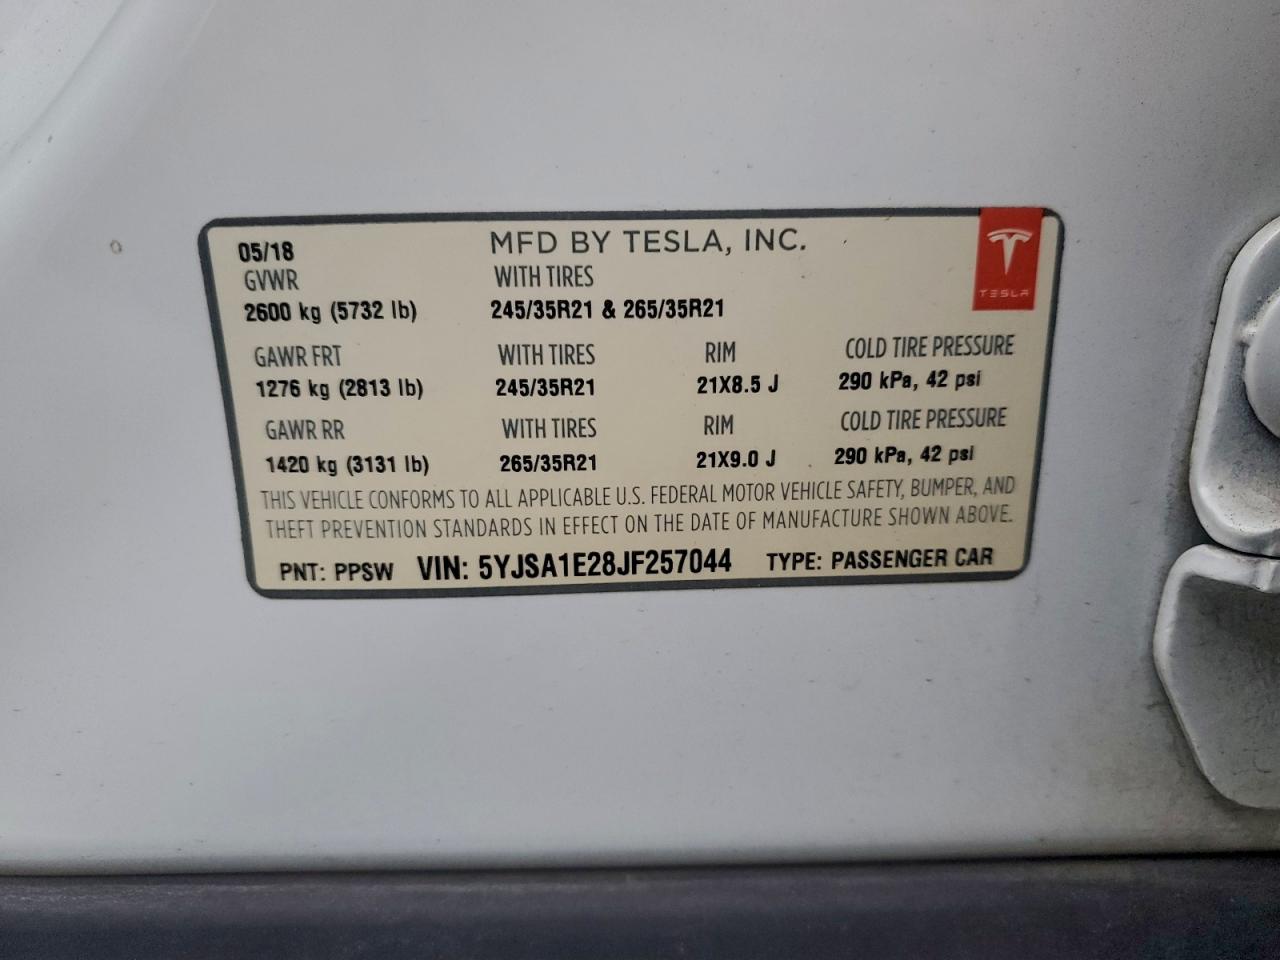 05/18 MFD BY TESLA, INC.
GVWR WITH TIRES
2600 kg (5732 lb) 245/35R21 & 265/35R21
TESLA
GAWR FRT WITH TIRES RIM COLD TIRE PRESSURE
1276 kg (2813 lb) 245/35R21 21X8.5 J 290 kPa, 42 psi
GAWR RR WITH TIRES RIM COLD TIRE PRESSURE
1420 kg (3131 lb) 265/35R21 21X9.0 J 290 kPa, 42 psi
THIS VEHICLE CONFORMS TO ALL APPLICABLE U.S. FEDERAL MOTOR VEHICLE SAFETY, BUMPER, AND
THEFT PREVENTION STANDARDS IN EFFECT ON THE DATE OF MANUFACTURE SHOWN ABOVE.
PNT: PPSW VIN: 5YJSA1E28JF257044 TYPE: PASSENGER CAR